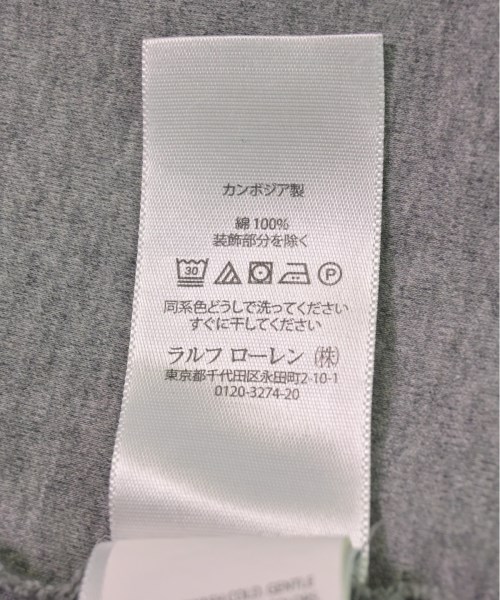 カンボジア製
綿 100%
装飾部分を除く
30 P
同系色どうしで洗ってください
すぐに干してください
ラルフ ローレン (株)
東京都千代田区永田町2-10-1
0120-3274-20
COLD GENTLE